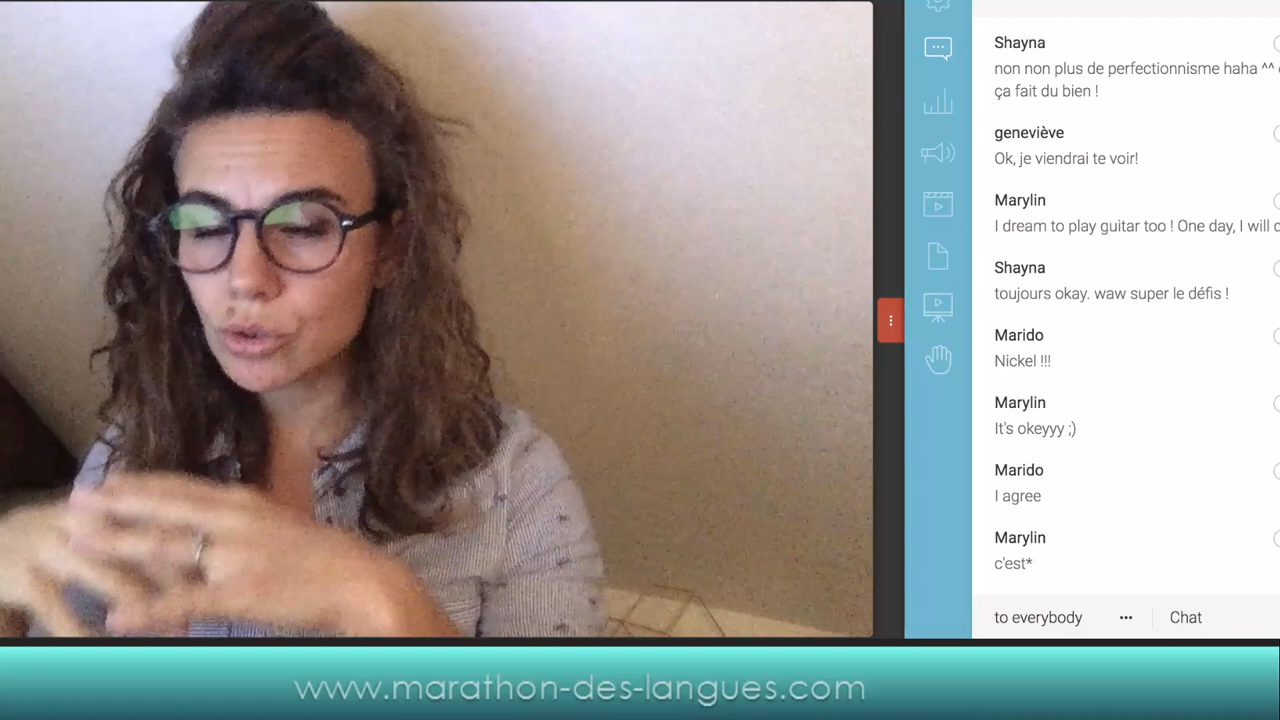 Shayna
non non plus de perfectionnisme haha ^^
ça fait du bien !
geneviève
Ok, je viendrai te voir!
Marylin
I dream to play guitar too ! One day, I will
Shayna
toujours okay. waw super le défis !
Marido
Nickel !!!
Marylin
It's okeyyy ;)
Marido
I agree
Marylin
c'est*
to everybody
Chat
www.marathon-des-langues.com